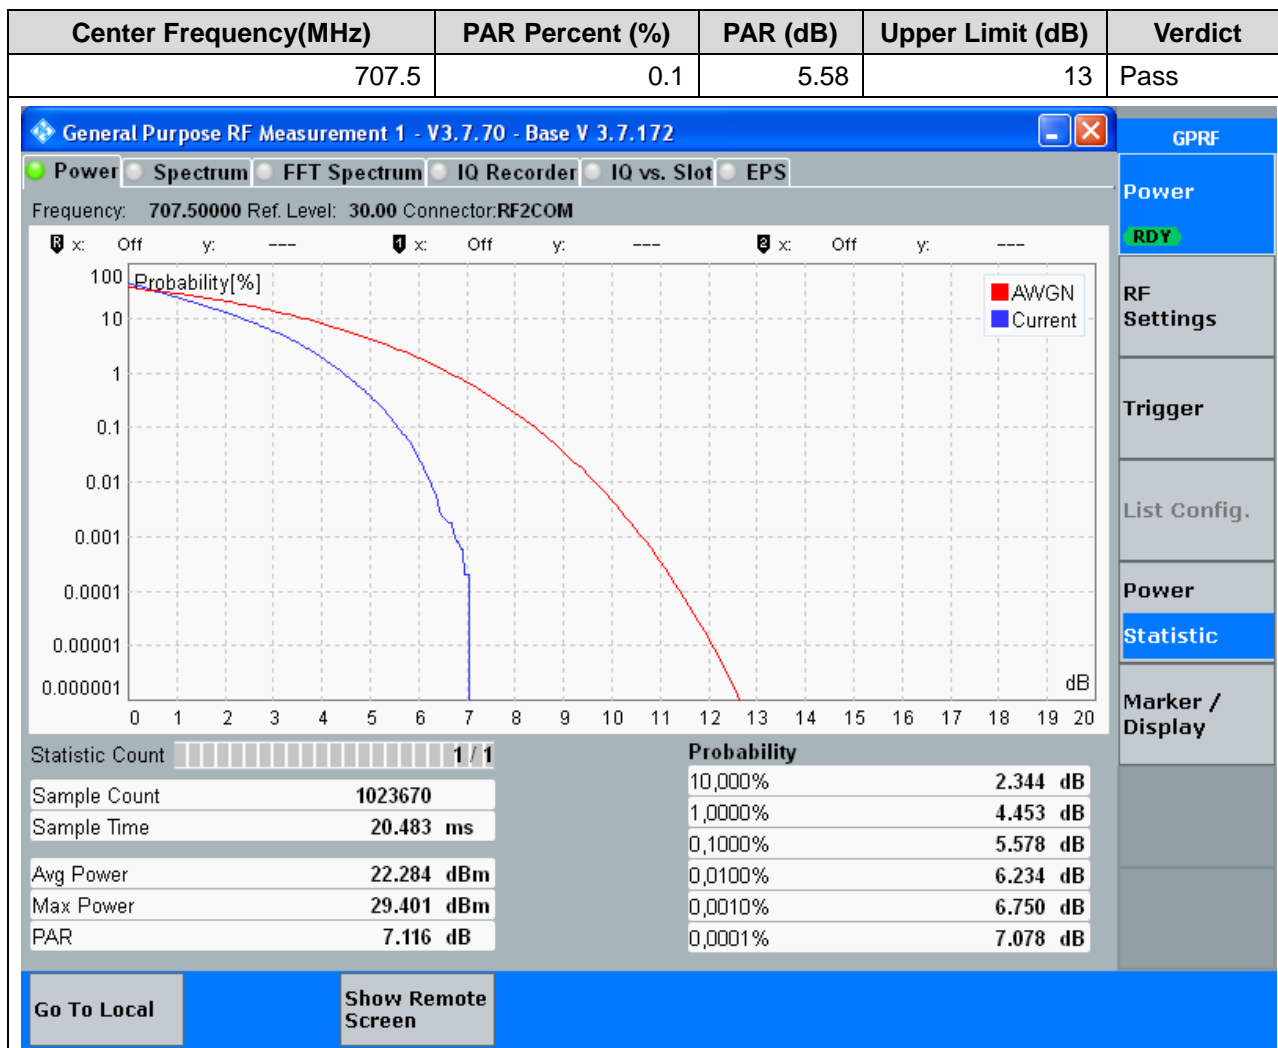 Center Frequency(MHz) PAR Percent (%) PAR (dB) Upper Limit (dB) Verdict
707.5 0.1 5.58 13 Pass
General Purpose RF Measurement 1 - V3.7.70 - Base V 3.7.172
Power Spectrum FFT Spectrum IQ Recorder IQ vs. Slot EPS
Frequency: 707.50000 Ref. Level: 30.00 Connector:RF2COM
R x: Off y: --- 1 x: Off y: --- 2 x: Off y: ---
Probability[%]
AWGN
Current
100
10
1
0.1
0.01
0.001
0.0001
0.00001
0.000001
dB
0 1 2 3 4 5 6 7 8 9 10 11 12 13 14 15 16 17 18 19 20
Statistic Count 1 / 1
Sample Count 1023670
Sample Time 20.483 ms
Avg Power 22.284 dBm
Max Power 29.401 dBm
PAR 7.116 dB
Probability
10,000% 2.344 dB
1,0000% 4.453 dB
0,1000% 5.578 dB
0,0100% 6.234 dB
0,0010% 6.750 dB
0,0001% 7.078 dB
GPRF
Power
RDY
RF
Settings
Trigger
List Config.
Power
Statistic
Marker /
Display
Go To Local
Show Remote
Screen